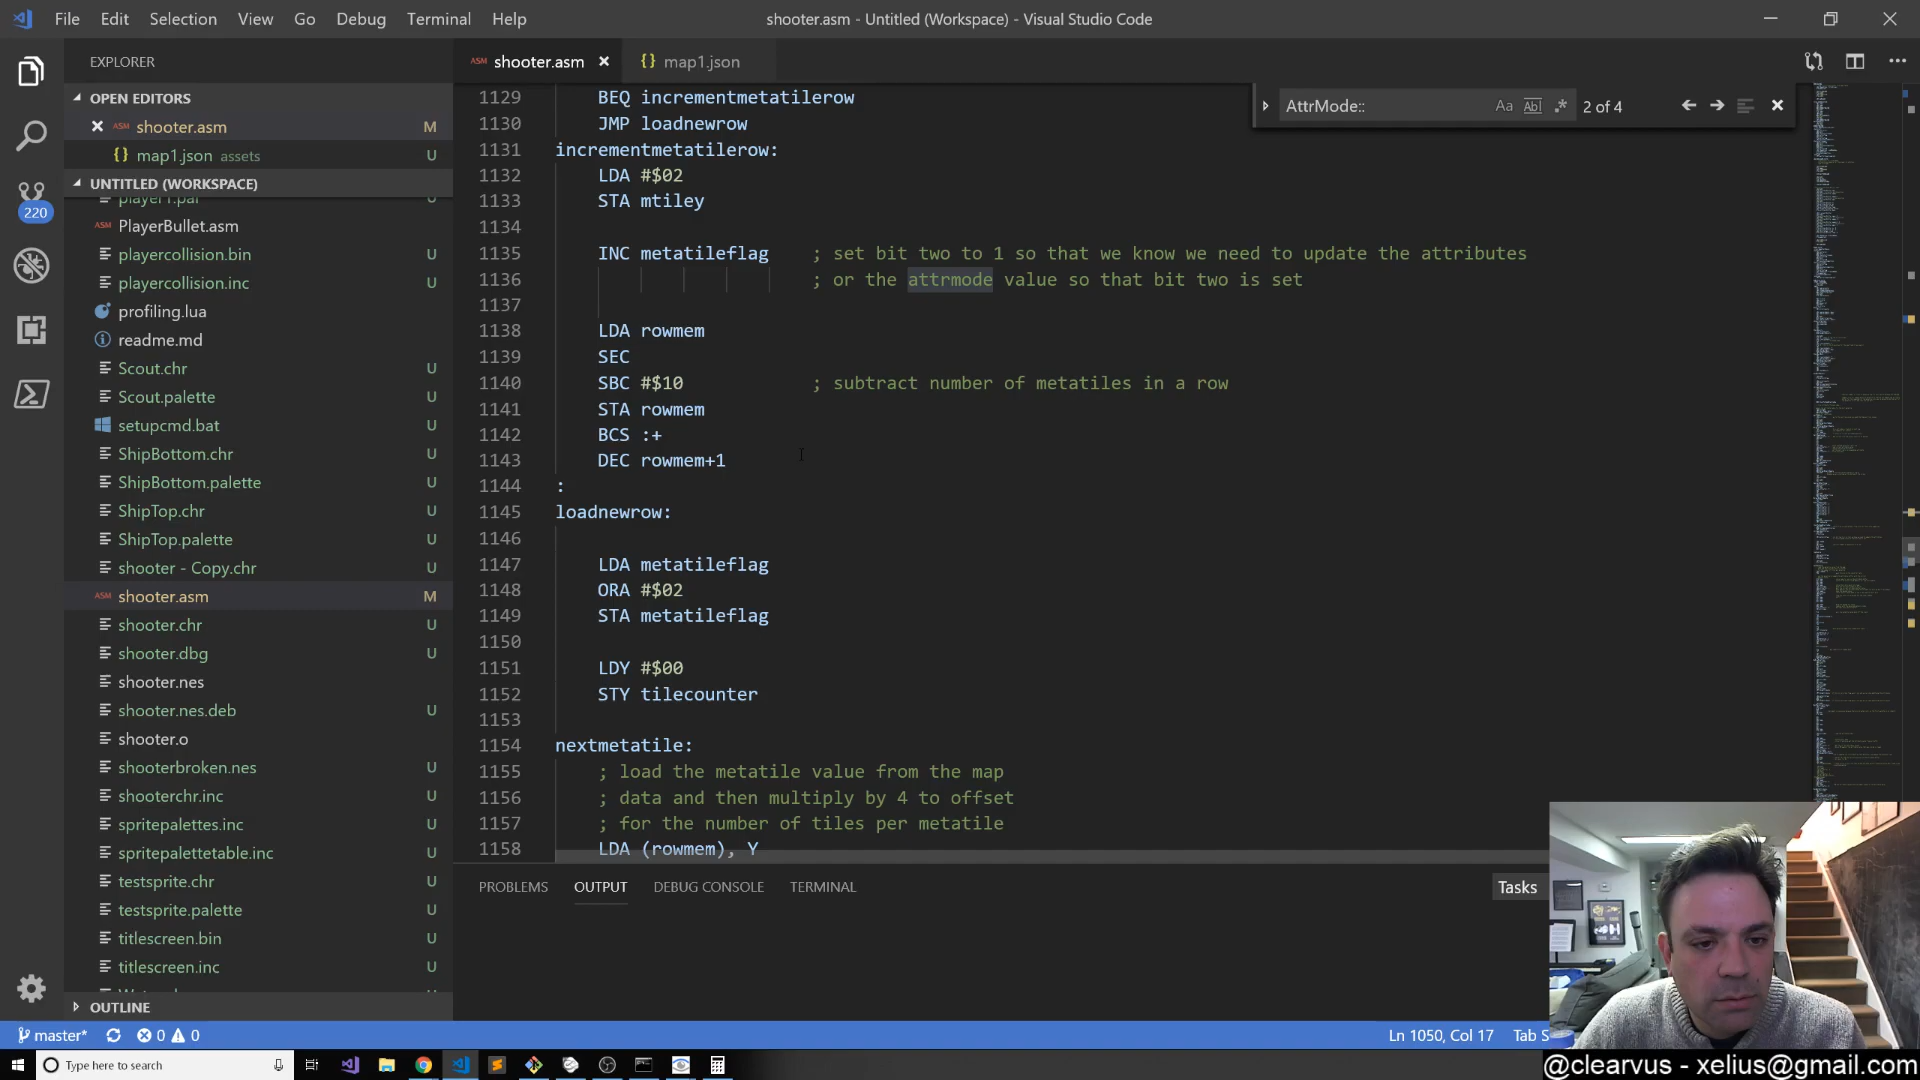 File Edit Selection View Go Debug Terminal Help
shooter.asm - Untitled (Workspace) - Visual Studio Code
EXPLORER
OPEN EDITORS
ASM shooter.asm M
{} map1.json assets U
UNTITLED (WORKSPACE)
ASM PlayerBullet.asm
playercollision.bin U
playercollision.inc U
profiling.lua
readme.md
Scout.chr U
Scout.palette U
setupcmd.bat U
ShipBottom.chr U
ShipBottom.palette U
ShipTop.chr U
ShipTop.palette U
shooter - Copy.chr U
ASM shooter.asm M
shooter.chr U
shooter.dbg U
shooter.nes
shooter.nes.deb U
shooter.o
shooterbroken.nes U
shooterchr.inc U
spritepalettes.inc U
spritepalettetable.inc U
testsprite.chr U
testsprite.palette U
titlescreen.bin U
titlescreen.inc U
OUTLINE
220
ASM shooter.asm
{} map1.json
AttrMode:: Aa Abl .* 2 of 4
1129 BEQ incrementmetatilerow
1130 JMP loadnewrow
1131 incrementmetatilerow:
1132 LDA #$02
1133 STA mtiley
1134
1135 INC metatileflag ; set bit two to 1 so that we know we need to update the attributes
1136 ; or the attrmode value so that bit two is set
1137
1138 LDA rowmem
1139 SEC
1140 SBC #$10 ; subtract number of metatiles in a row
1141 STA rowmem
1142 BCS :+
1143 DEC rowmem+1
1144 :
1145 loadnewrow:
1146
1147 LDA metatileflag
1148 ORA #$02
1149 STA metatileflag
1150
1151 LDY #$00
1152 STY tilecounter
1153
1154 nextmetatile:
1155 ; load the metatile value from the map
1156 ; data and then multiply by 4 to offset
1157 ; for the number of tiles per metatile
1158 LDA (rowmem), Y
PROBLEMS OUTPUT DEBUG CONSOLE TERMINAL
Tasks
master* 0 0
Ln 1050, Col 17 Tab S
Type here to search
@clearvus - xelius@gmail.com